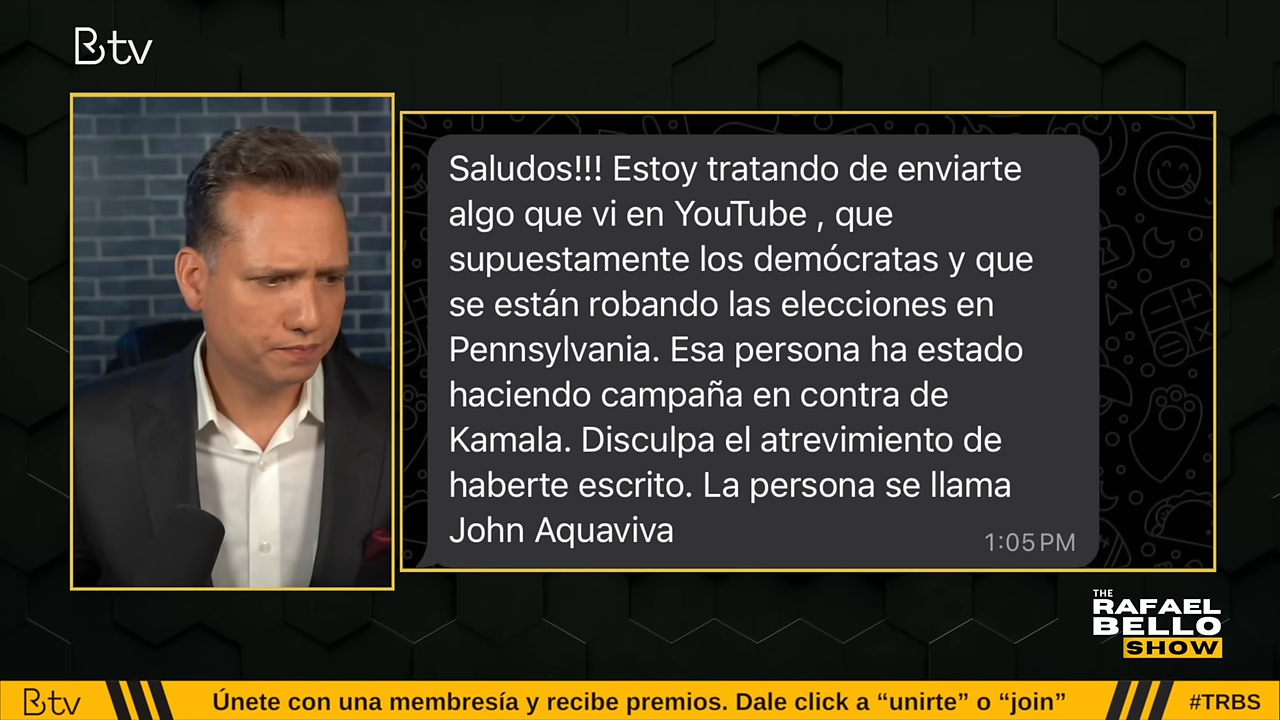 Btv
Saludos!!! Estoy tratando de enviarte
algo que vi en YouTube , que
supuestamente los demócratas y que
se están robando las elecciones en
Pennsylvania. Esa persona ha estado
haciendo campaña en contra de
Kamala. Disculpa el atrevimiento de
haberte escrito. La persona se llama
John Aquaviva
1:05 PM
THE
RAFAEL
BELLO
SHOW
Btv
Únete con una membresía y recibe premios. Dale click a “unirte” o “join”
#TRBS